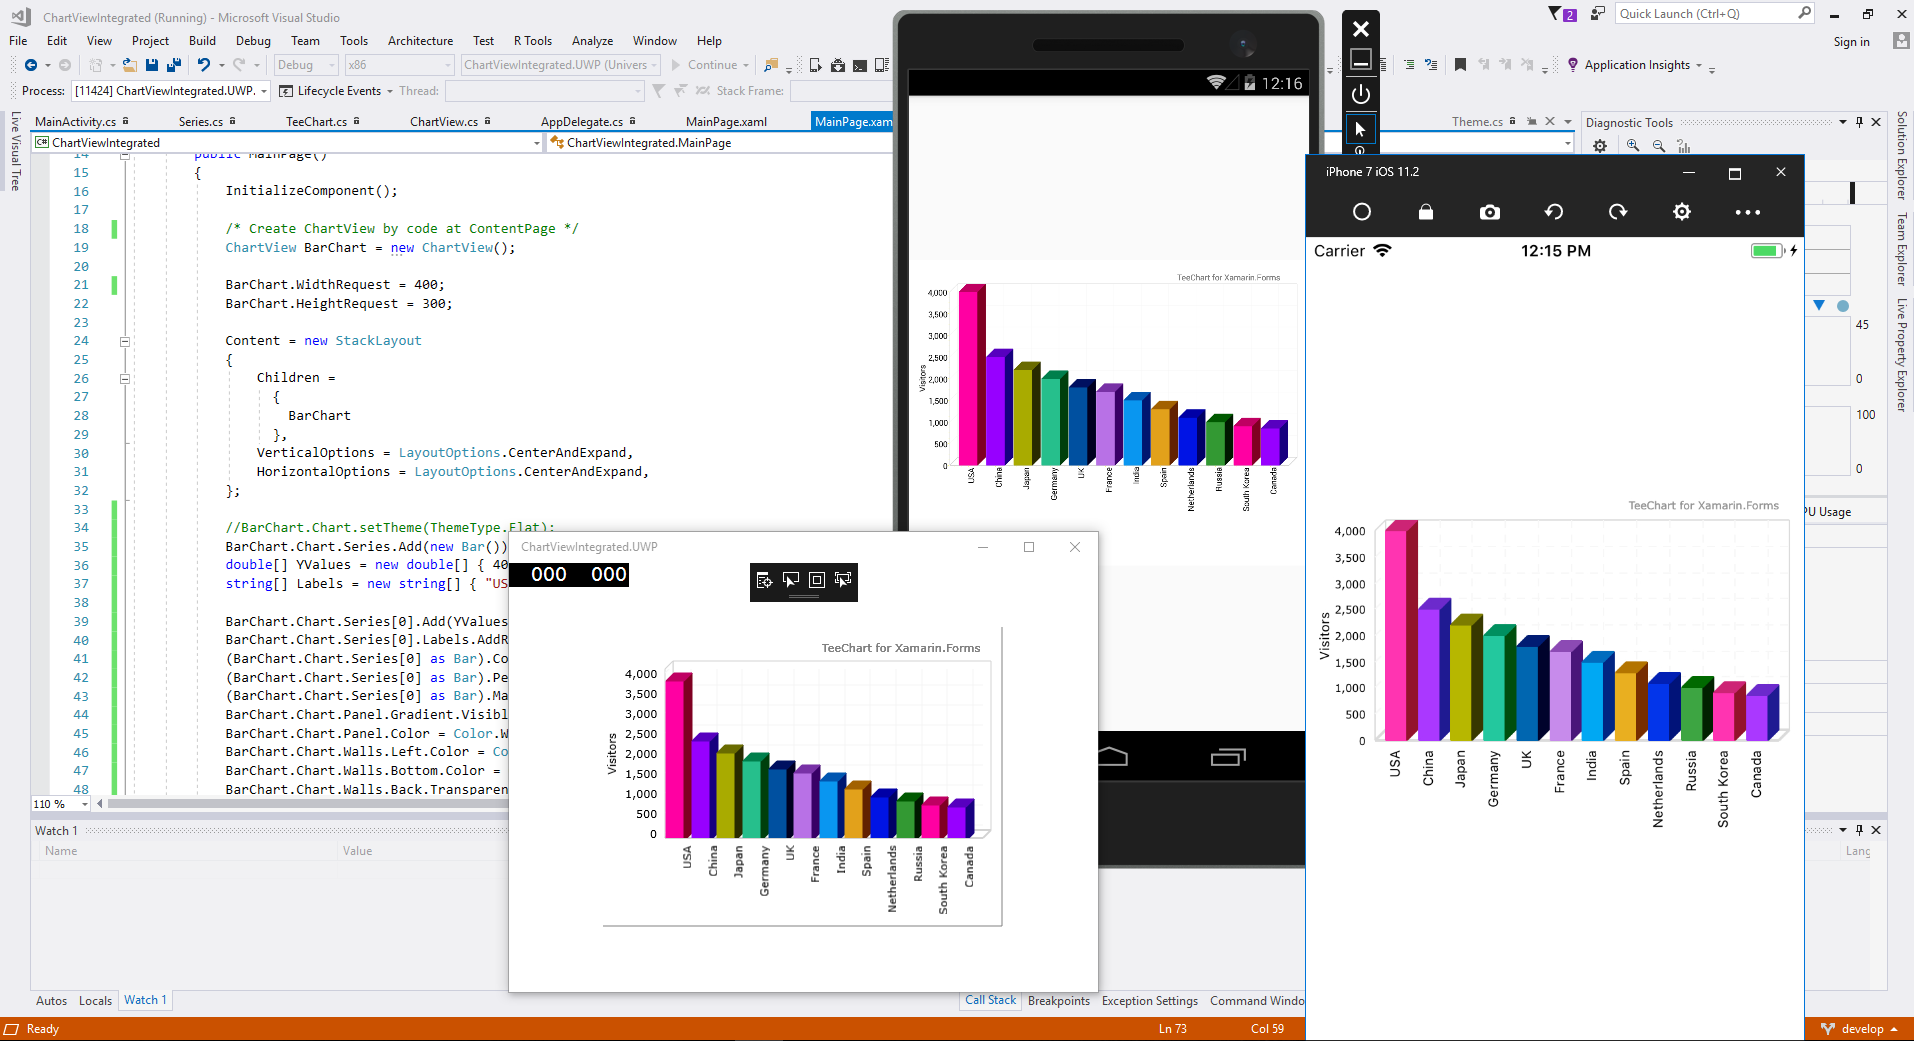 ChartViewIntegrated (Running) - Microsoft Visual Studio
2
Quick Launch (Ctrl+Q)
File Edit View Project Build Debug Team Tools Architecture Test R Tools Analyze Window Help
Sign in
Debug x86 ChartViewIntegrated.UWP (Univers Continue
Application Insights
Process: [11424] ChartViewIntegrated.UWP. Lifecycle Events Thread: Stack Frame:
MainActivity.cs Series.cs TeeChart.cs ChartView.cs AppDelegate.cs MainPage.xaml MainPage.xam
Theme.cs
Diagnostic Tools
ChartViewIntegrated
ChartViewIntegrated.MainPage
Live Visual Tree
14 public MainPage()
15 {
16 InitializeComponent();
17
18 /* Create ChartView by code at ContentPage */
19 ChartView BarChart = new ChartView();
20
21 BarChart.WidthRequest = 400;
22 BarChart.HeightRequest = 300;
23
24 Content = new StackLayout
25 {
26 Children =
27 {
28 BarChart
29 },
30 VerticalOptions = LayoutOptions.CenterAndExpand,
31 HorizontalOptions = LayoutOptions.CenterAndExpand,
32 };
33
34 //BarChart.Chart.setTheme(ThemeType.Flat);
35 BarChart.Chart.Series.Add(new Bar())
36 double[] YValues = new double[] { 40
37 string[] Labels = new string[] { "US
38
39 BarChart.Chart.Series[0].Add(YValues
40 BarChart.Chart.Series[0].Labels.AddR
41 (BarChart.Chart.Series[0] as Bar).Co
42 (BarChart.Chart.Series[0] as Bar).Pe
43 (BarChart.Chart.Series[0] as Bar).Ma
44 BarChart.Chart.Panel.Gradient.Visibl
45 BarChart.Chart.Panel.Color = Color.W
46 BarChart.Chart.Walls.Left.Color = Co
47 BarChart.Chart.Walls.Bottom.Color =
48 BarChart.Chart.Walls.Back.Transparen
110 %
Watch 1
Name Value
Lang
Autos Locals Watch 1
Call Stack Breakpoints Exception Settings Command Windo
Ready
Ln 73 Col 59
develop
12:16
TeeChart for Xamarin.Forms
4,000
3,500
3,000
2,500
2,000
1,500
1,000
500
0
Visitors
USA China Japan Germany UK France India Spain Netherlands Russia South Korea Canada
ChartViewIntegrated.UWP
000 000
TeeChart for Xamarin.Forms
4,000
3,500
3,000
2,500
2,000
1,500
1,000
500
0
Visitors
USA China Japan Germany UK France India Spain Netherlands Russia South Korea Canada
iPhone 7 iOS 11.2
Carrier 12:15 PM
TeeChart for Xamarin.Forms
4,000
3,500
3,000
2,500
2,000
1,500
1,000
500
0
Visitors
USA China Japan Germany UK France India Spain Netherlands Russia South Korea Canada
45
0
100
0
PU Usage
Solution Explorer
Team Explorer
Live Property Explorer